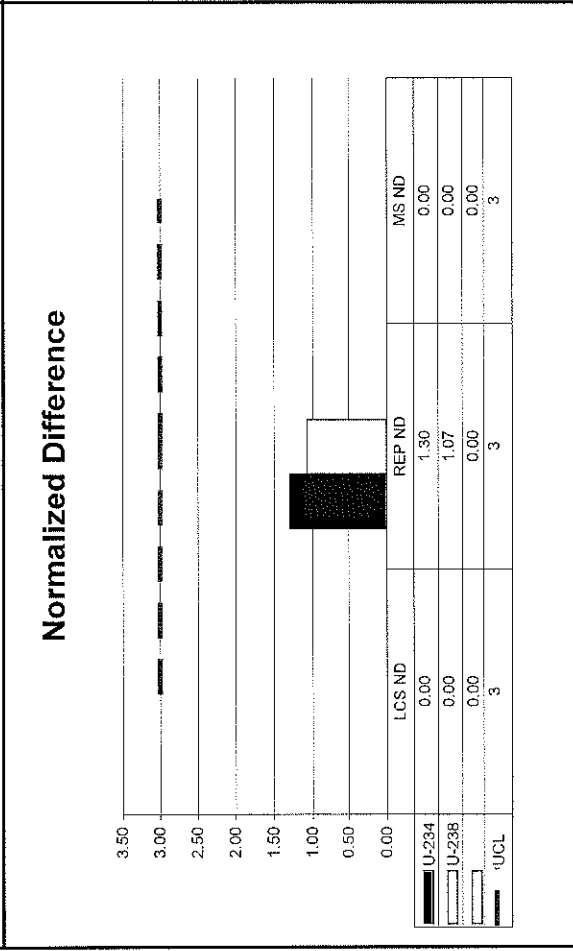 Normalized Difference
3.50
3.00
2.50
2.00
1.50
1.00
0.50
0.00
LCS ND REP ND MS ND
U-234 0.00 1.30 0.00
U-238 0.00 1.07 0.00
0.00 0.00 0.00
UCL 3 3 3